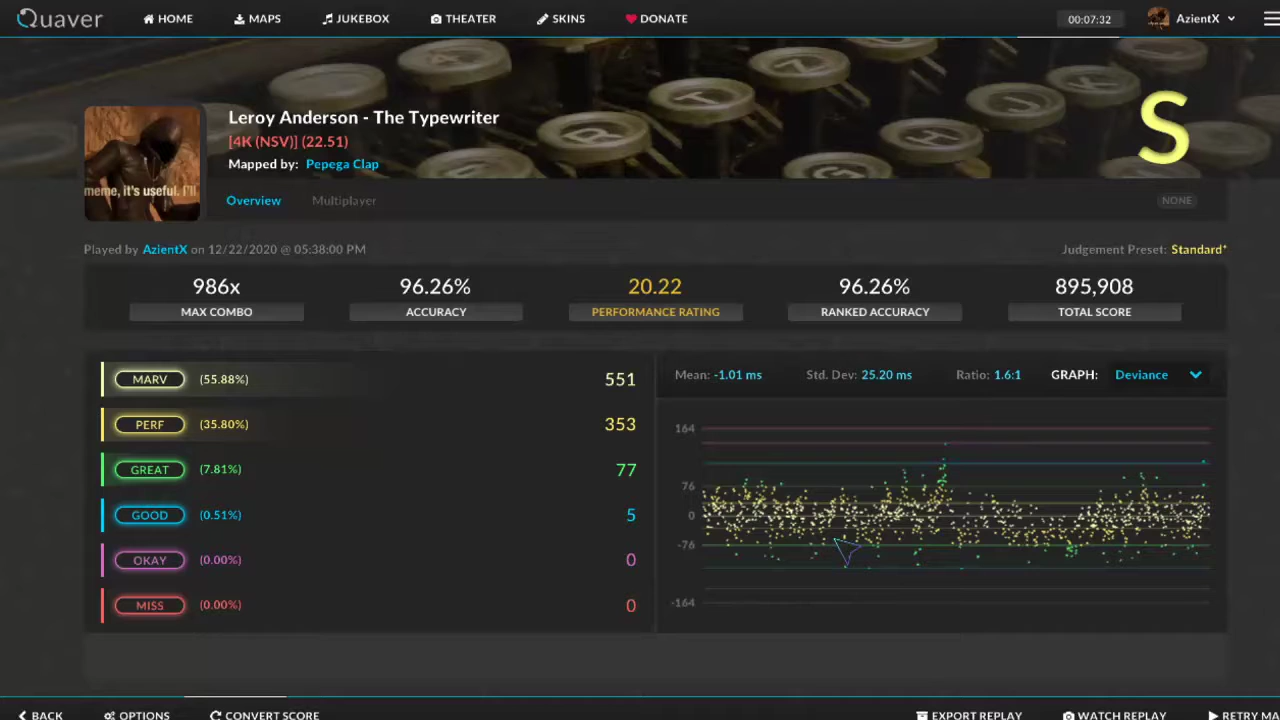 Quaver HOME MAPS JUKEBOX THEATER SKINS DONATE 00:07:32 AzientX
Leroy Anderson - The Typewriter
[4K (NSV)] (22.51)
Mapped by: Pepega Clap
S
meme, it's useful. I'll
Overview Multiplayer NONE
Played by AzientX on 12/22/2020 @ 05:38:00 PM Judgement Preset: Standard*
986x 96.26% 20.22 96.26% 895,908
MAX COMBO ACCURACY PERFORMANCE RATING RANKED ACCURACY TOTAL SCORE
MARV (55.88%) 551
PERF (35.80%) 353
GREAT (7.81%) 77
GOOD (0.51%) 5
OKAY (0.00%) 0
MISS (0.00%) 0
Mean: -1.01 ms Std. Dev: 25.20 ms Ratio: 1.6:1 GRAPH: Deviance
164
76
0
-76
-164
BACK OPTIONS CONVERT SCORE EXPORT REPLAY WATCH REPLAY RETRY MA